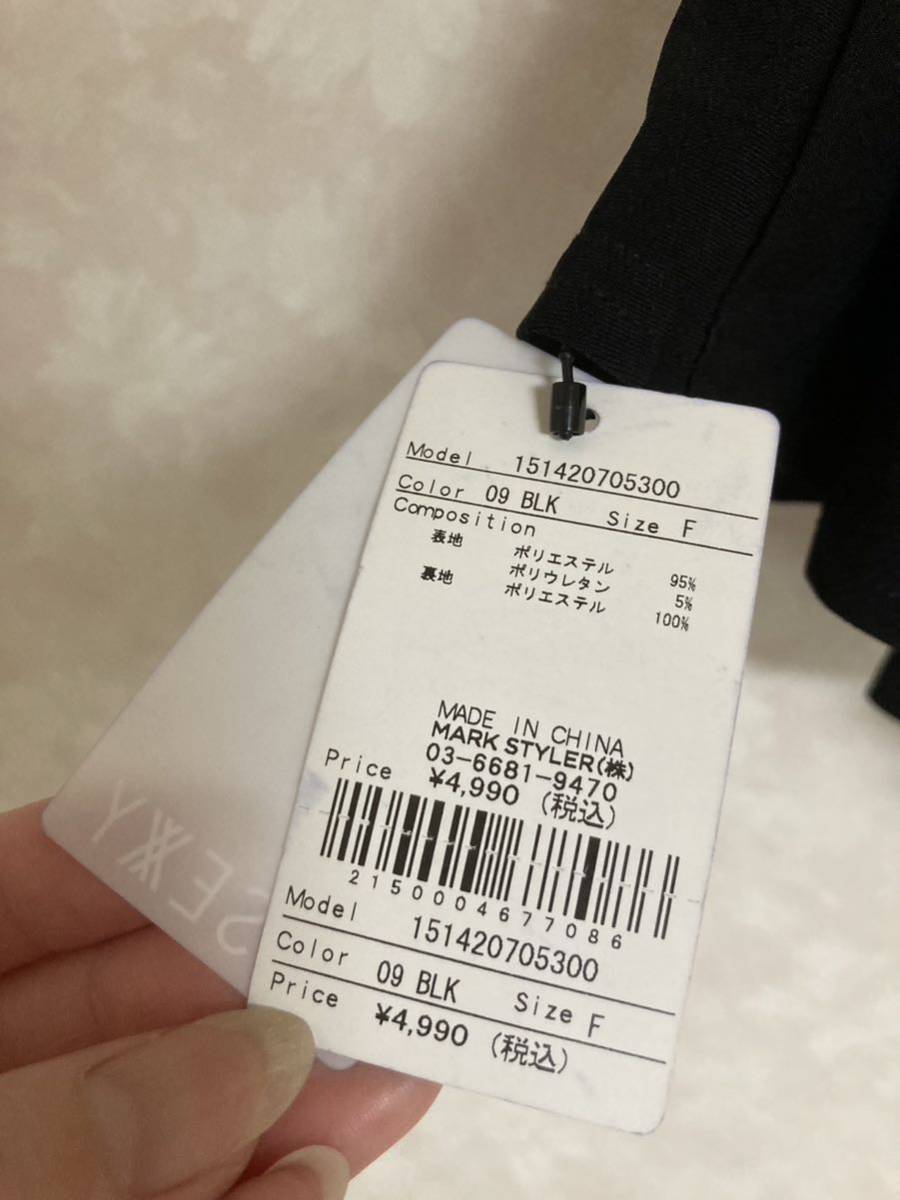 Model 151420705300
Color 09 BLK Size F
Composition
表地 ポリエステル 95%
ポリウレタン 5%
裏地 ポリエステル 100%
MADE IN CHINA
MARK STYLER(株)
03-6681-9470
Price ¥4,990 (税込)
2150004677086
Model 151420705300
Color 09 BLK Size F
Price ¥4,990 (税込)